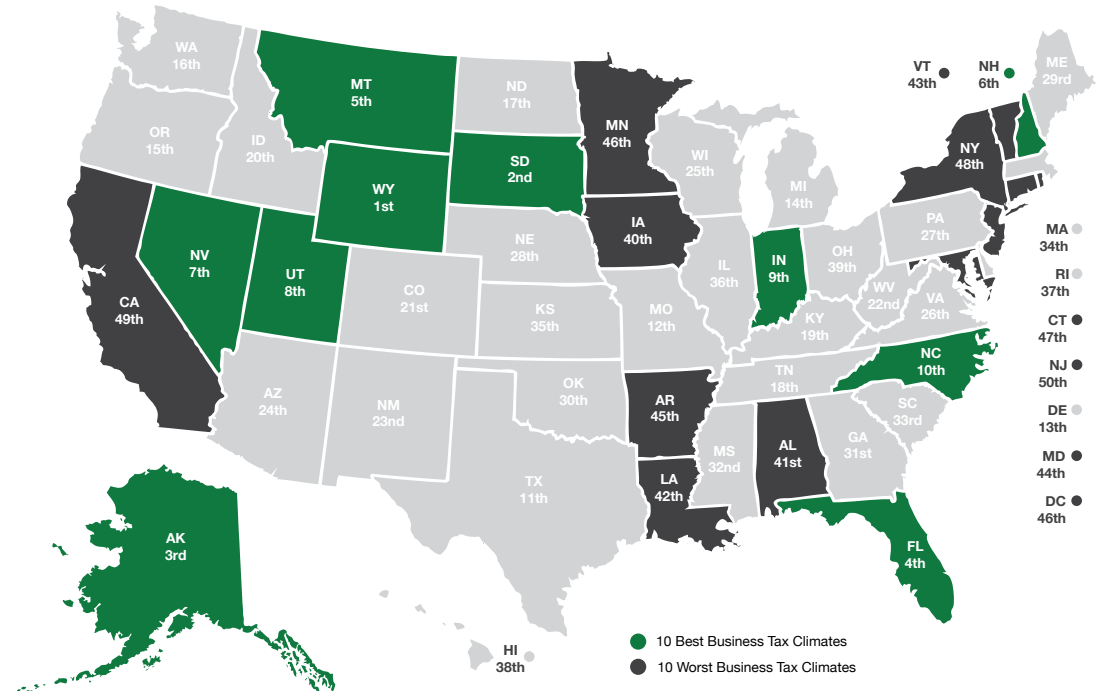 WA
16th
MT
5th
ND
17th
MN
46th
VT
43th
NH
6th
ME
29rd
OR
15th
ID
20th
SD
2nd
WI
25th
NY
48th
WY
1st
MI
14th
IA
40th
PA
27th
MA
34th
NV
7th
UT
8th
NE
28th
IL
36th
IN
9th
OH
39th
RI
37th
CA
49th
CO
21st
KS
35th
MO
12th
WV
22nd
VA
26th
KY
19th
CT
47th
NC
10th
NJ
50th
AZ
24th
NM
23nd
OK
30th
AR
45th
TN
18th
SC
33rd
DE
13th
TX
11th
LA
42th
MS
32nd
AL
41st
GA
31st
MD
44th
DC
46th
AK
3rd
FL
4th
HI
38th
10 Best Business Tax Climates
10 Worst Business Tax Climates